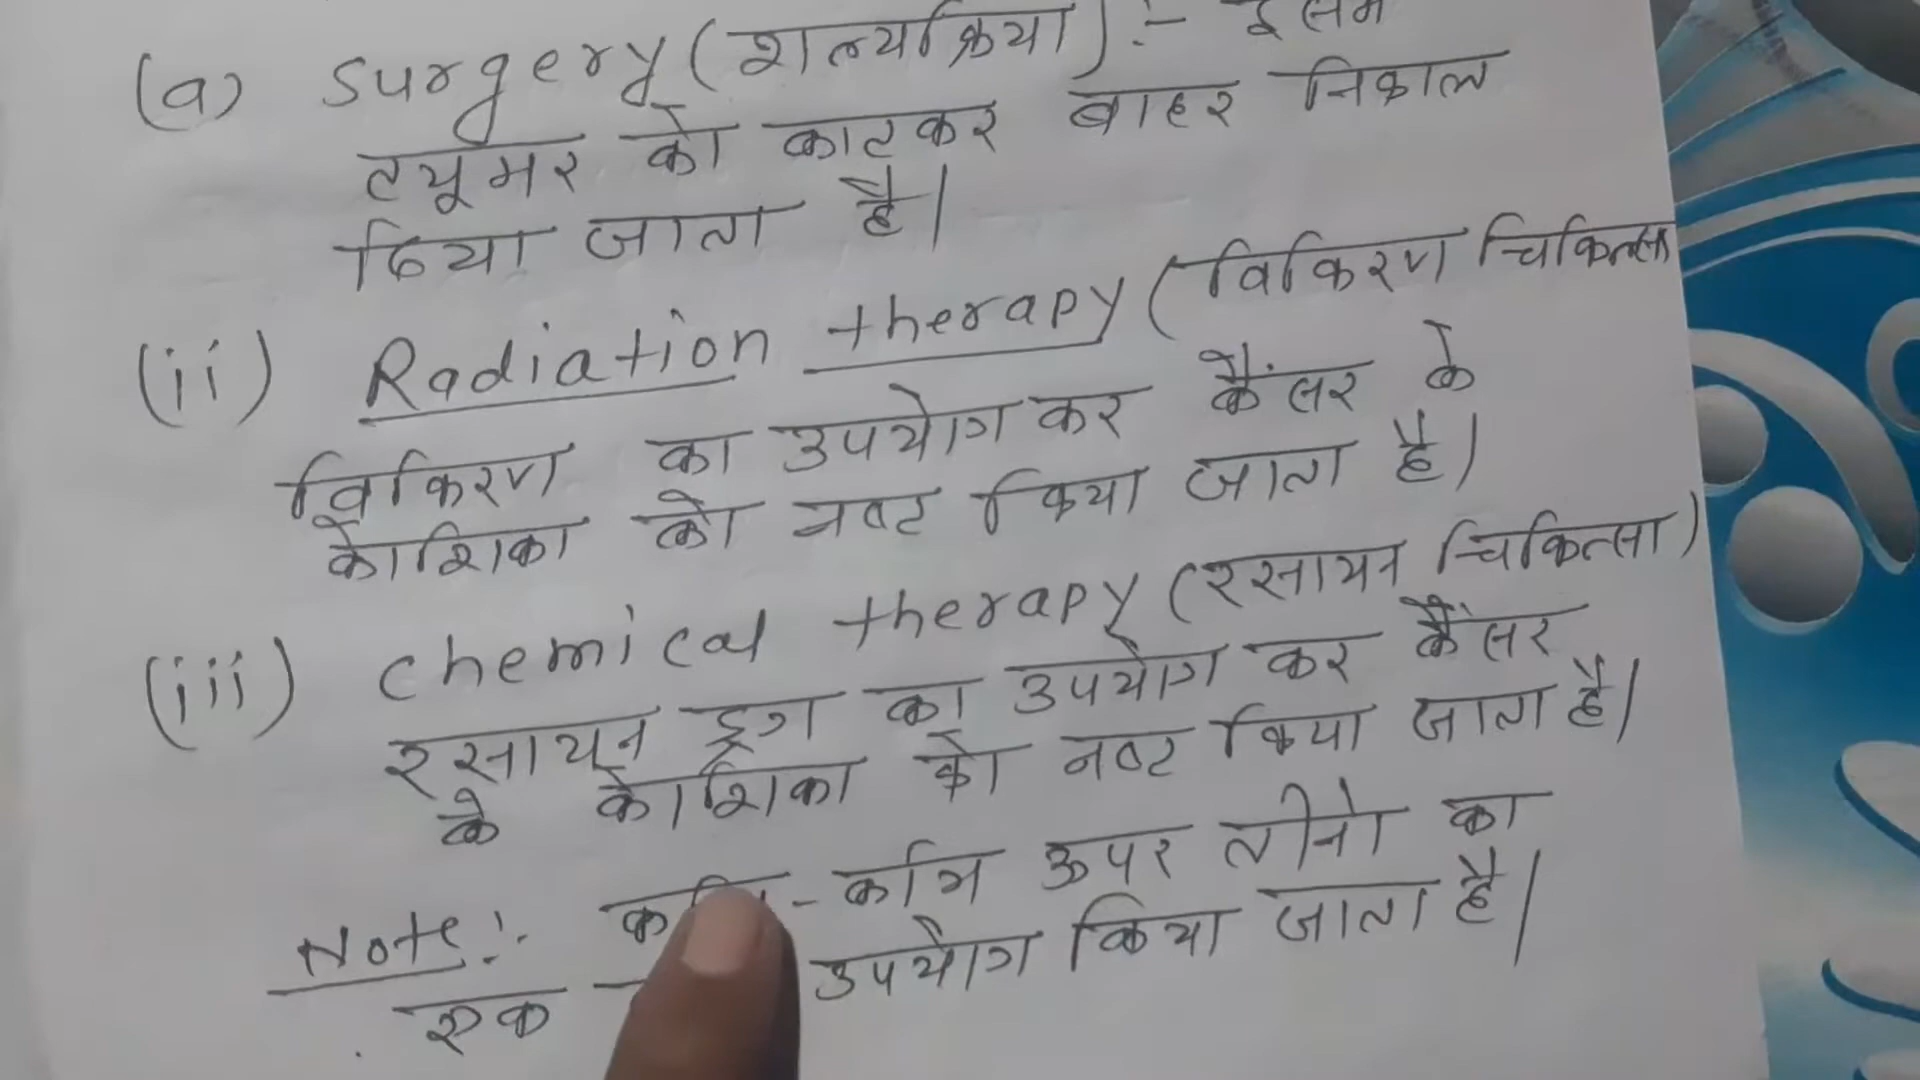 (a) Surgery (शल्यक्रिया) :- इसमे
ट्यूमर को काटकर बाहर निकाल
दिया जाता है।
(ii) Radiation therapy (विकिरण चिकित्सा
विकिरण का उपयोग कर कैंसर के
कोशिका को नष्ट किया जाता है।
(iii) chemical therapy (रसायन चिकित्सा)
रसायन ड्रग का उपयोग कर कैंसर
के कोशिका को नष्ट किया जाता है।
Note :- कभि-कभि ऊपर तीनो का
एक उपयोग किया जाता है।